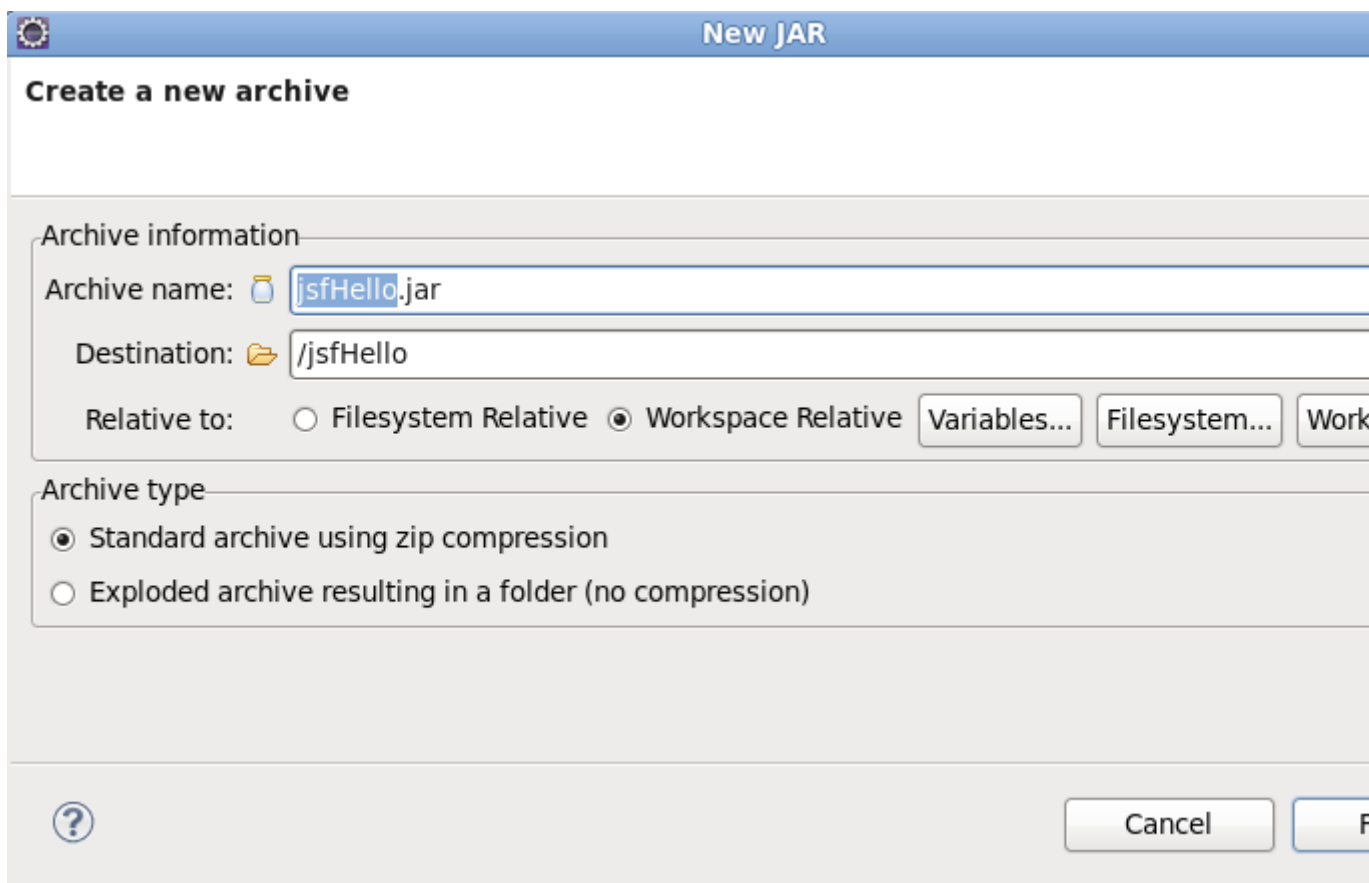 New JAR
Create a new archive
Archive information
Archive name: jsfHello.jar
Destination: /jsfHello
Relative to: Filesystem Relative Workspace Relative Variables... Filesystem...
Archive type
Standard archive using zip compression
Exploded archive resulting in a folder (no compression)
? Cancel